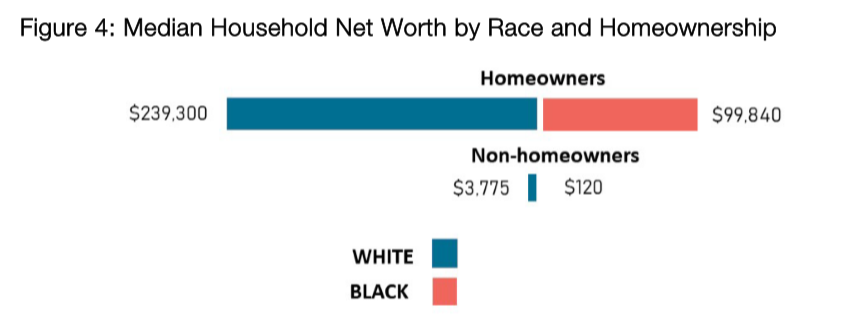 Figure 4: Median Household Net Worth by Race and Homeownership
Homeowners
$239,300 $99,840
Non-homeowners
$3,775 $120
WHITE
BLACK